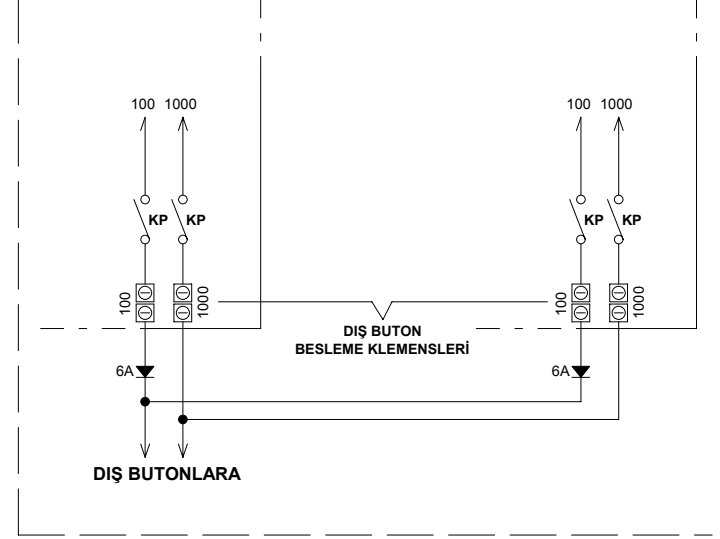 100 1000
100 1000
KP KP
KP KP
100
1000
100
1000
DIŞ BUTON
BESLEME KLEMENSLERİ
6A
6A
DIŞ BUTONLARA